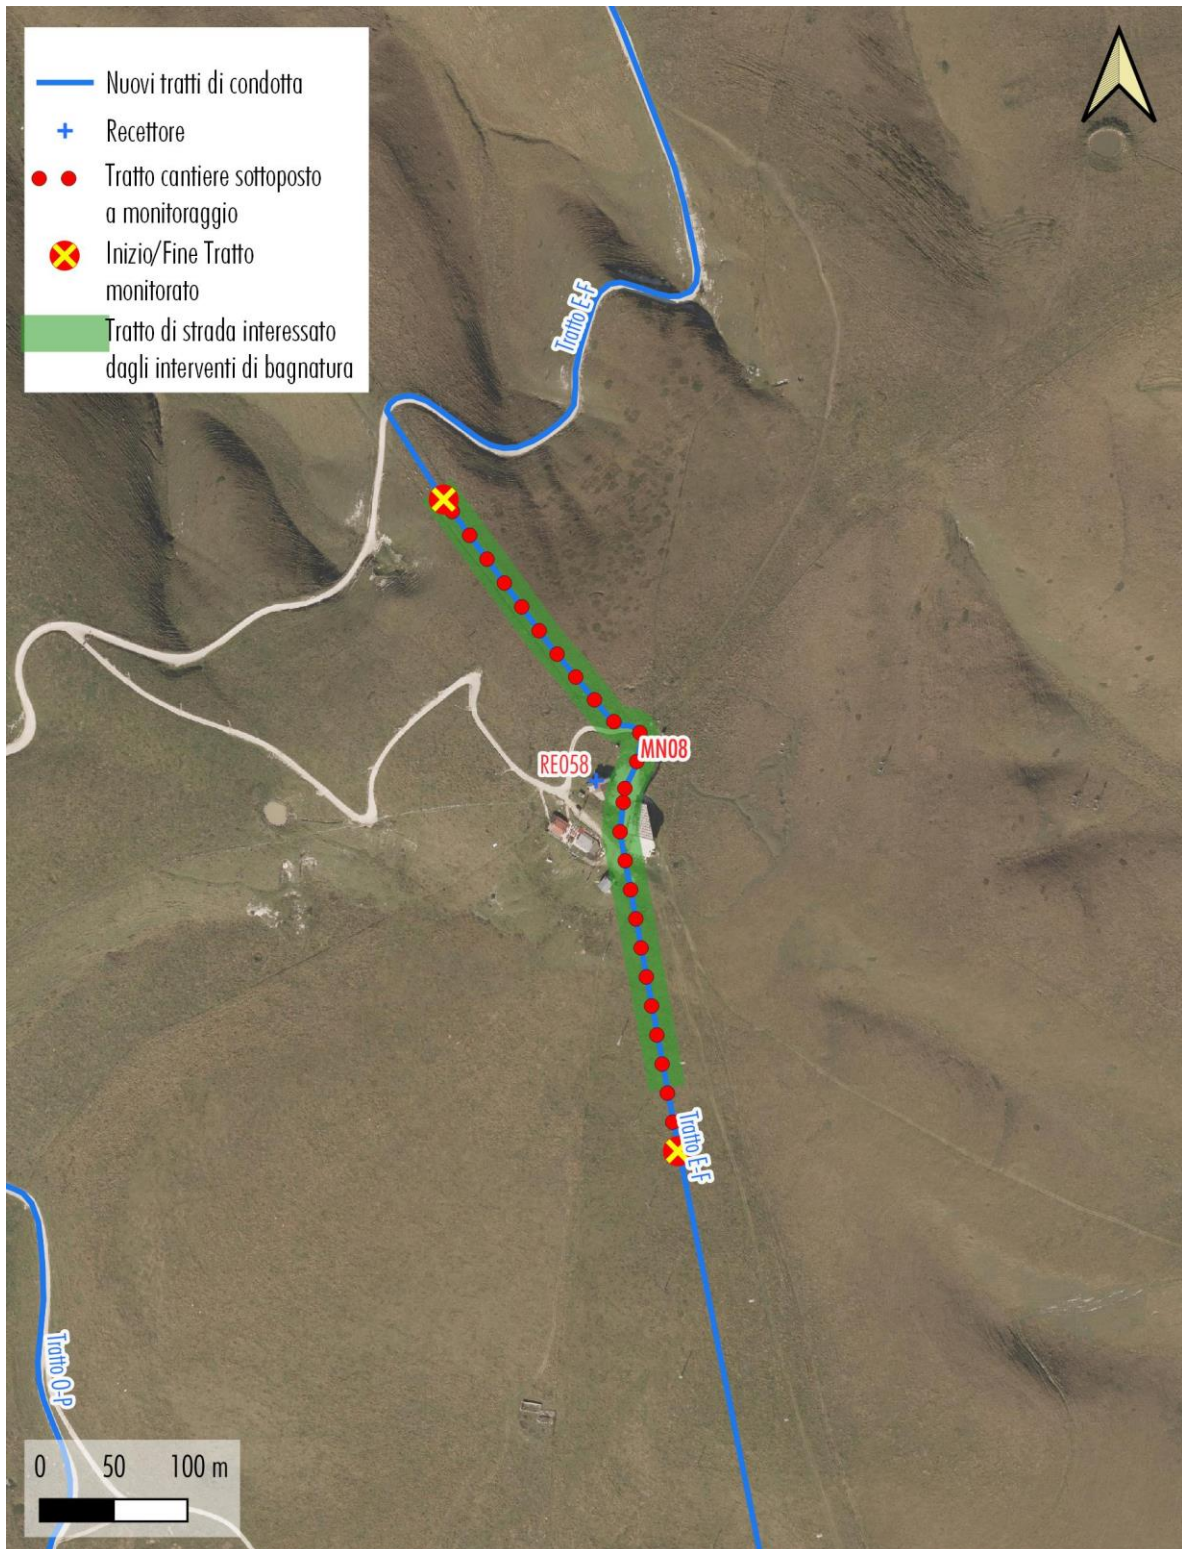 Nuovi tratti di condotta
Recettore
Tratto cantiere sottoposto
a monitoraggio
Inizio/Fine Tratto
monitorato
Tratto di strada interessato
dagli interventi di bagnatura
Tratto E-F
RE058
MN08
Tratto E-F
Tratto O-P
0 50 100 m